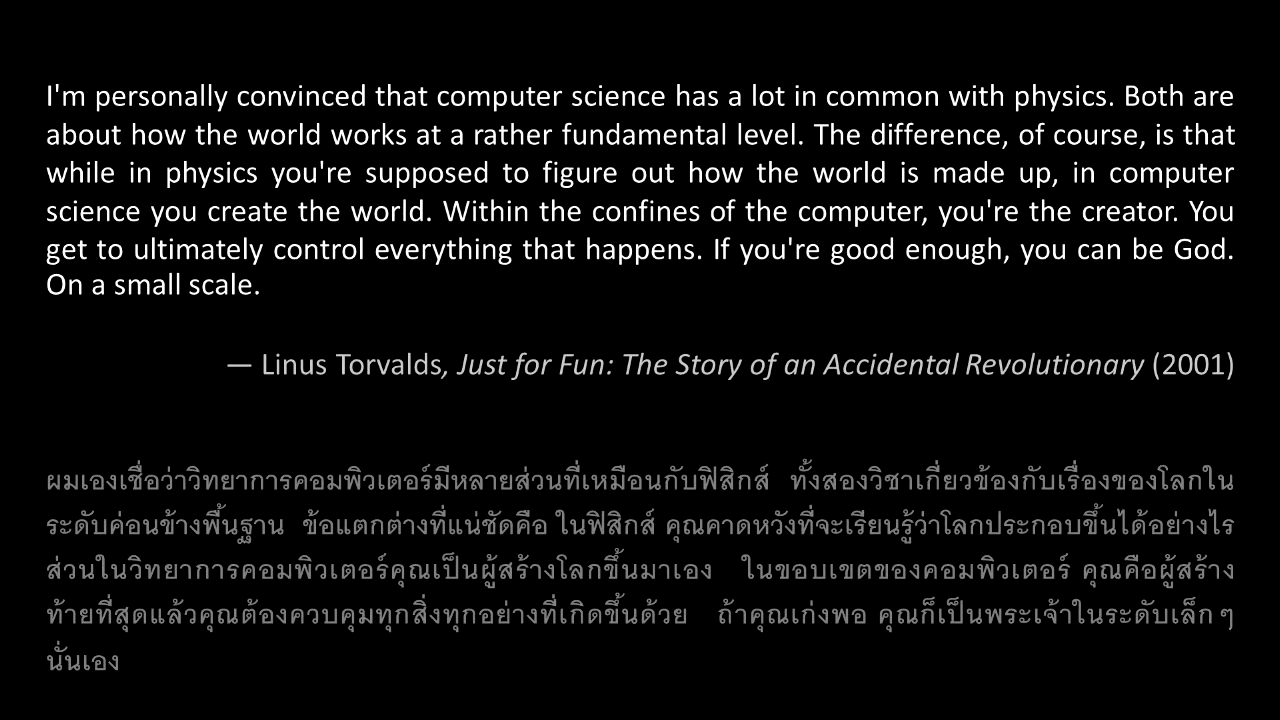 I'm personally convinced that computer science has a lot in common with physics. Both are
about how the world works at a rather fundamental level. The difference, of course, is that
while in physics you're supposed to figure out how the world is made up, in computer
science you create the world. Within the confines of the computer, you're the creator. You
get to ultimately control everything that happens. If you're good enough, you can be God.
On a small scale.
— Linus Torvalds, Just for Fun: The Story of an Accidental Revolutionary (2001)
ผมเองเชื่อว่าวิทยาการคอมพิวเตอร์มีหลายส่วนที่เหมือนกับฟิสิกส์ ทั้งสองวิชาเกี่ยวข้องกับเรื่องของโลกใน
ระดับค่อนข้างพื้นฐาน ข้อแตกต่างที่แน่ชัดคือ ในฟิสิกส์ คุณคาดหวังที่จะเรียนรู้ว่าโลกประกอบขึ้นได้อย่างไร
ส่วนในวิทยาการคอมพิวเตอร์คุณเป็นผู้สร้างโลกขึ้นมาเอง ในขอบเขตของคอมพิวเตอร์ คุณคือผู้สร้าง
ท้ายที่สุดแล้วคุณต้องควบคุมทุกสิ่งทุกอย่างที่เกิดขึ้นด้วย ถ้าคุณเก่งพอ คุณก็เป็นพระเจ้าในระดับเล็กๆ
นั่นเอง